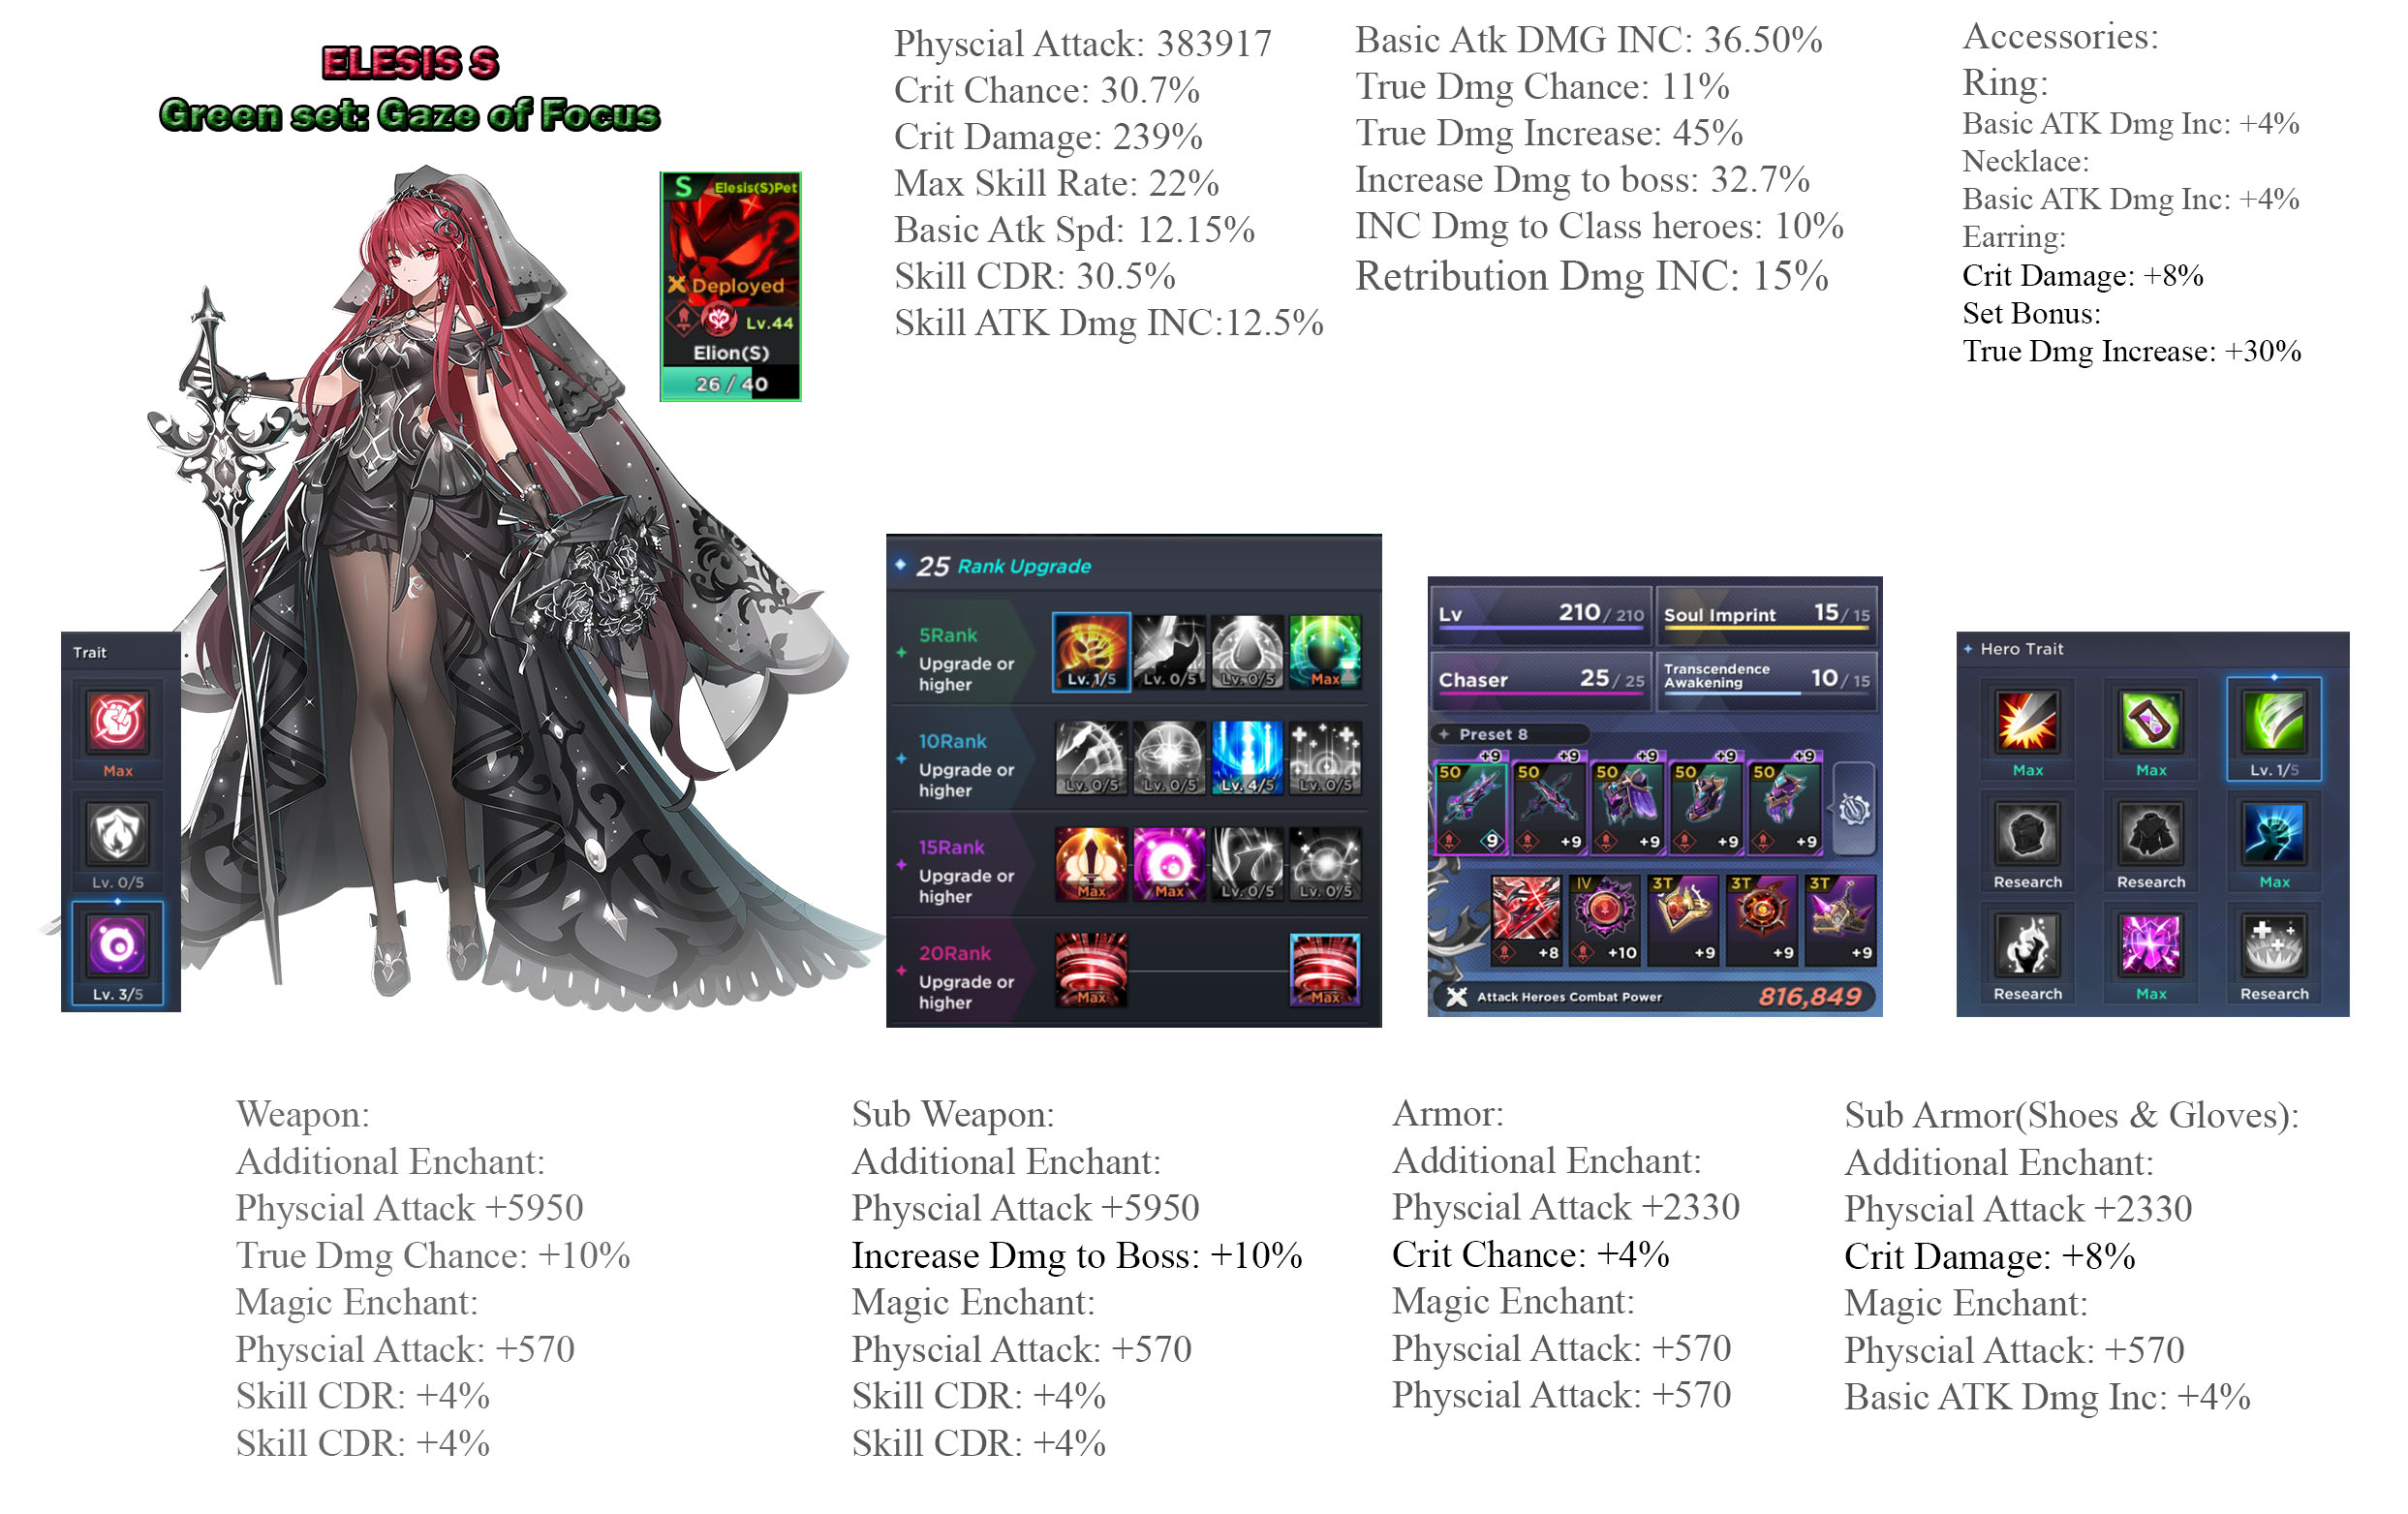 ELESIS S
Green set: Gaze of Focus
S Elesis(S)Pet
Deployed
Lv.44
Elion(S)
26 / 40
Physcial Attack: 383917
Crit Chance: 30.7%
Crit Damage: 239%
Max Skill Rate: 22%
Basic Atk Spd: 12.15%
Skill CDR: 30.5%
Skill ATK Dmg INC:12.5%
Basic Atk DMG INC: 36.50%
True Dmg Chance: 11%
True Dmg Increase: 45%
Increase Dmg to boss: 32.7%
INC Dmg to Class heroes: 10%
Retribution Dmg INC: 15%
Accessories:
Ring:
Basic ATK Dmg Inc: +4%
Necklace:
Basic ATK Dmg Inc: +4%
Earring:
Crit Damage: +8%
Set Bonus:
True Dmg Increase: +30%
Trait
Max
Lv. 0/5
Lv. 3/5
25 Rank Upgrade
5Rank
Upgrade or
higher
Lv. 1/5 Lv. 0/5 Lv. 0/5 Max
10Rank
Upgrade or
higher
Lv. 0/5 Lv. 0/5 Lv. 4/5 Lv. 0/5
15Rank
Upgrade or
higher
Max Max Lv. 0/5 Lv. 0/5
20Rank
Upgrade or
higher
Max Max
Lv 210 / 210 Soul Imprint 15 / 15
Chaser 25 / 25 Transcendence
Awakening 10 / 15
Preset 8
+9 +9 +9 +9 +9
50 50 50 50 50
9 +9 +9 +9 +9
IV 3T 3T 3T
+8 +10 +9 +9 +9
Attack Heroes Combat Power 816,849
Hero Trait
Max Max Lv. 1/5
Research Research Max
Research Max Research
Weapon:
Additional Enchant:
Physcial Attack +5950
True Dmg Chance: +10%
Magic Enchant:
Physcial Attack: +570
Skill CDR: +4%
Skill CDR: +4%
Sub Weapon:
Additional Enchant:
Physcial Attack +5950
Increase Dmg to Boss: +10%
Magic Enchant:
Physcial Attack: +570
Skill CDR: +4%
Skill CDR: +4%
Armor:
Additional Enchant:
Physcial Attack +2330
Crit Chance: +4%
Magic Enchant:
Physcial Attack: +570
Physcial Attack: +570
Sub Armor(Shoes & Gloves):
Additional Enchant:
Physcial Attack +2330
Crit Damage: +8%
Magic Enchant:
Physcial Attack: +570
Basic ATK Dmg Inc: +4%